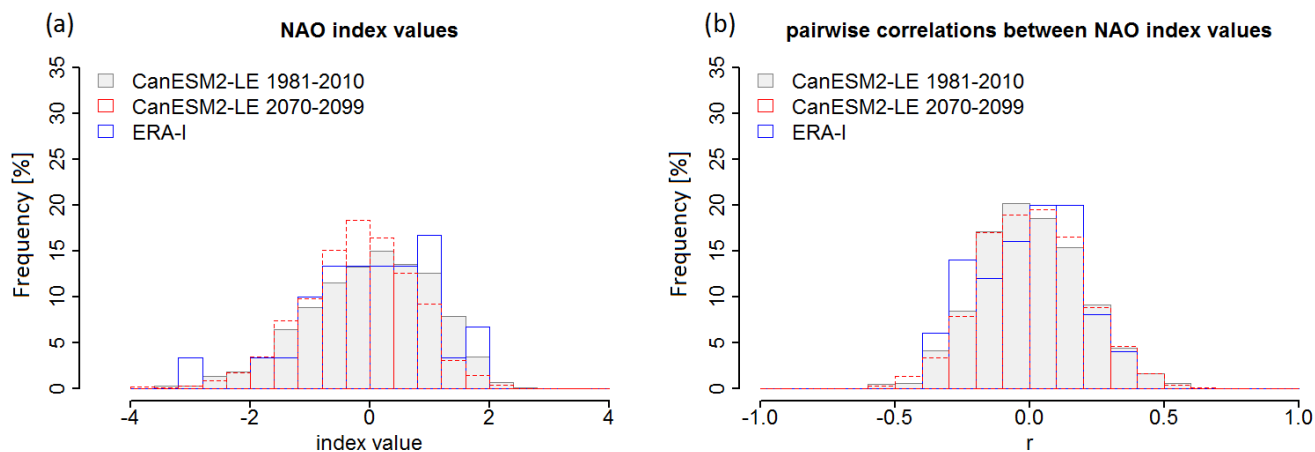 (a)
NAO index values
CanESM2-LE 1981-2010
CanESM2-LE 2070-2099
ERA-I
Frequency [%]
35
30
25
20
15
10
5
0
-4
-2
0
2
4
index value
(b)
pairwise correlations between NAO index values
CanESM2-LE 1981-2010
CanESM2-LE 2070-2099
ERA-I
Frequency [%]
35
30
25
20
15
10
5
0
-1.0
-0.5
0.0
0.5
1.0
r